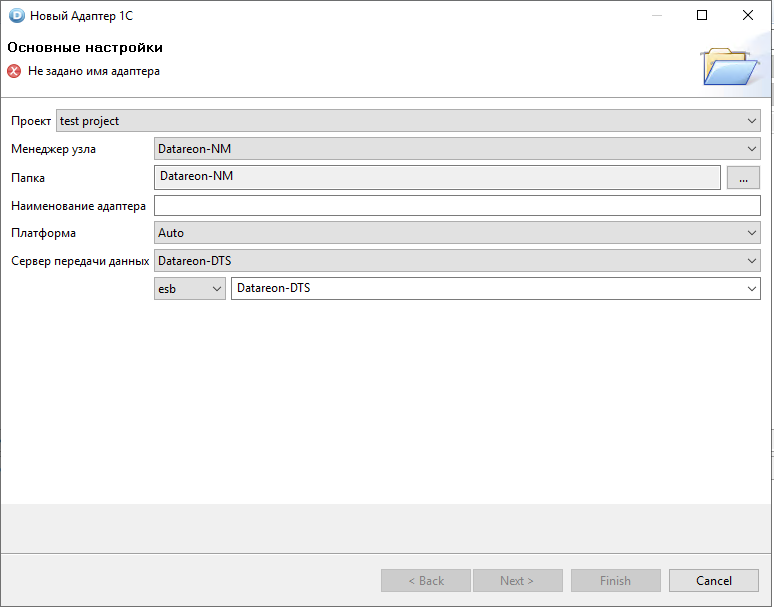 Новый Адаптер 1С
Основные настройки
Не задано имя адаптера
Проект test project
Менеджер узла Datareon-NM
Папка Datareon-NM ...
Наименование адаптера
Платформа Auto
Сервер передачи данных Datareon-DTS
esb Datareon-DTS
< Back Next > Finish Cancel